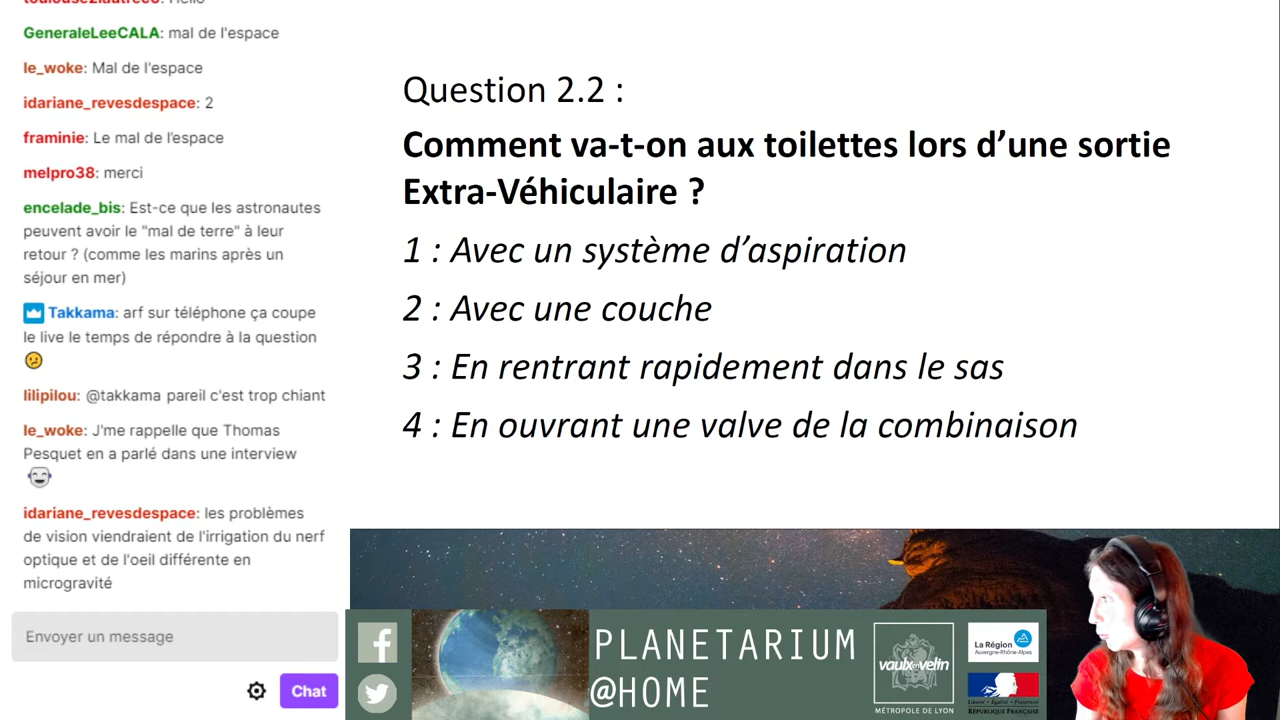 toulouse2lautrec6: Hello
GeneraleLeeCALA: mal de l'espace
le_woke: Mal de l'espace
idariane_revesdespace: 2
framinie: Le mal de l'espace
melpro38: merci
encelade_bis: Est-ce que les astronautes
peuvent avoir le "mal de terre" à leur
retour ? (comme les marins après un
séjour en mer)
Takkama: arf sur téléphone ça coupe
le live le temps de répondre à la question
lilipilou: @takkama pareil c'est trop chiant
le_woke: J'me rappelle que Thomas
Pesquet en a parlé dans une interview
idariane_revesdespace: les problèmes
de vision viendraient de l'irrigation du nerf
optique et de l'oeil différente en
microgravité
Envoyer un message
Chat
Question 2.2 :
Comment va-t-on aux toilettes lors d’une sortie
Extra-Véhiculaire ?
1 : Avec un système d’aspiration
2 : Avec une couche
3 : En rentrant rapidement dans le sas
4 : En ouvrant une valve de la combinaison
PLANETARIUM
@HOME
vaulx en velin
MÉTROPOLE DE LYON
La Région
Auvergne-Rhône-Alpes
Liberté • Égalité • Fraternité
RÉPUBLIQUE FRANÇAISE